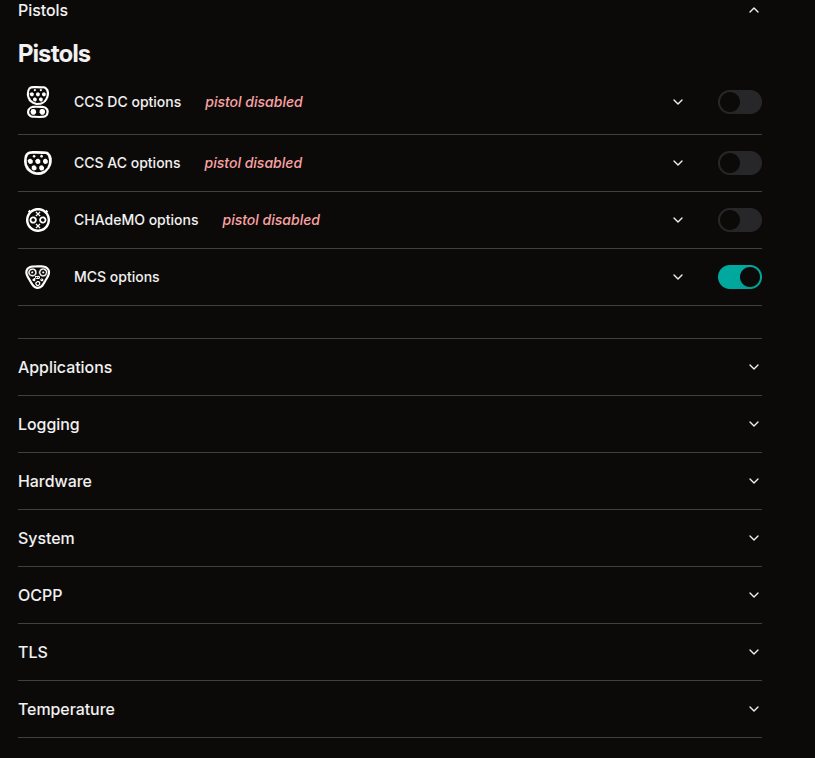 Pistols
Pistols
CCS DC options pistol disabled
CCS AC options pistol disabled
CHAdeMO options pistol disabled
MCS options
Applications
Logging
Hardware
System
OCPP
TLS
Temperature